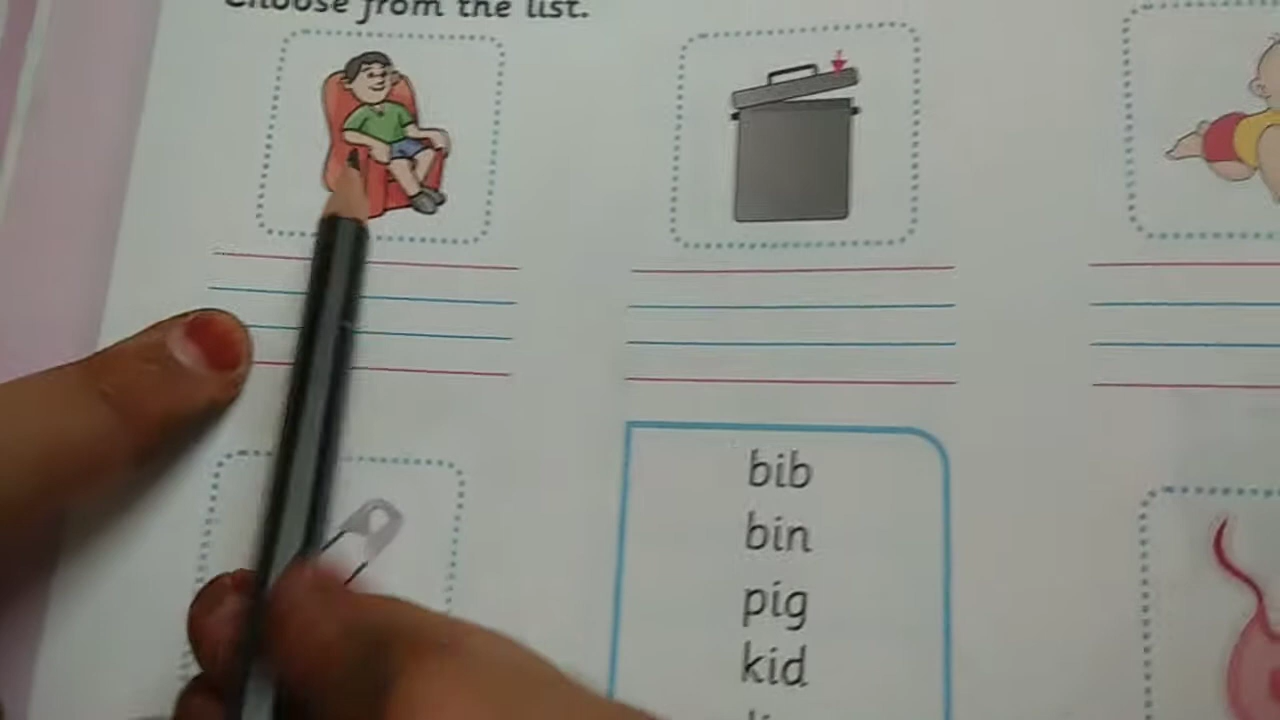 Choose from the list.
bib
bin
pig
kid